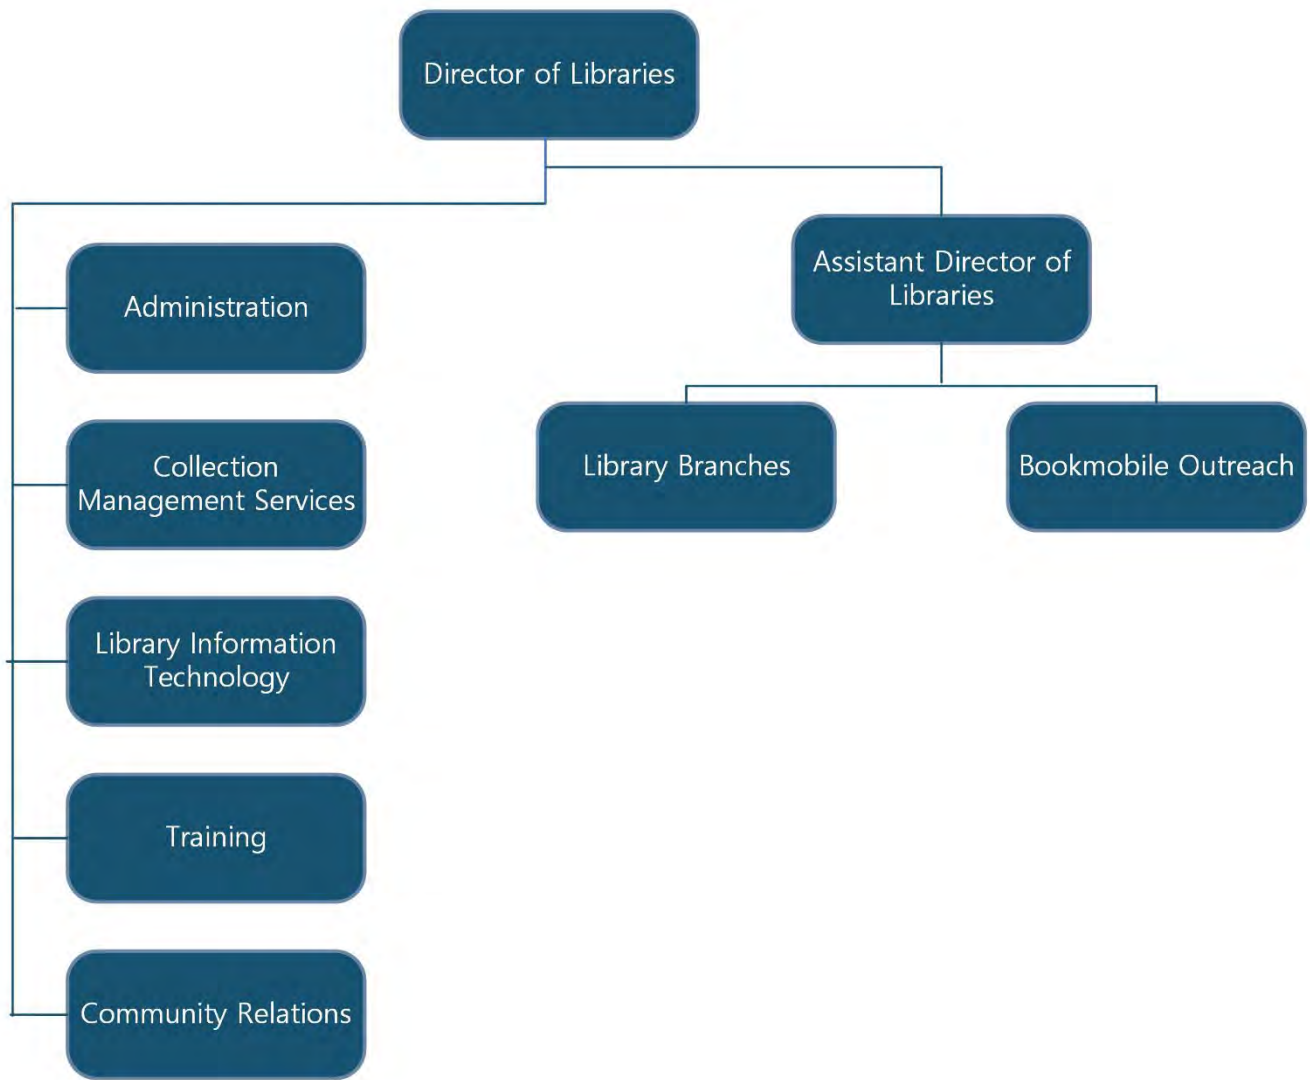 Director of Libraries
Assistant Director of
Libraries
Administration
Library Branches
Bookmobile Outreach
Collection
Management Services
Library Information
Technology
Training
Community Relations